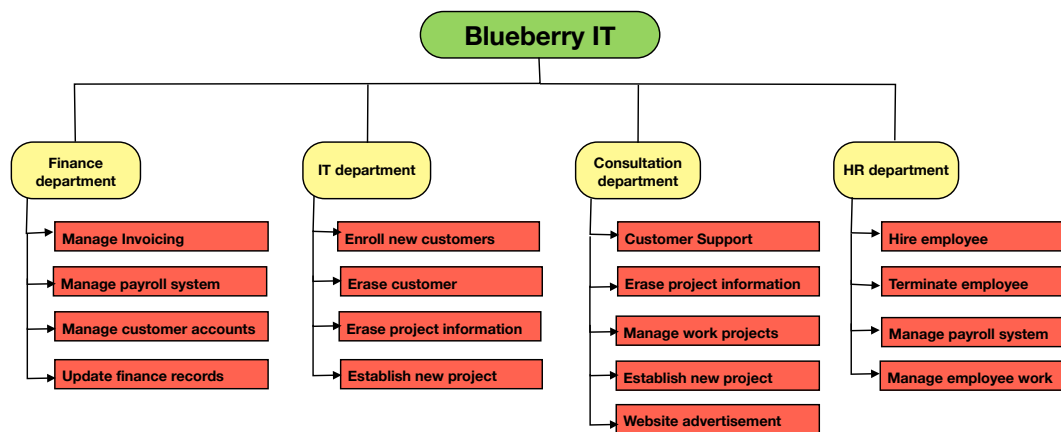 Blueberry IT
Finance
department
Manage Invoicing
Manage payroll system
Manage customer accounts
Update finance records
IT department
Enroll new customers
Erase customer
Erase project information
Establish new project
Consultation
department
Customer Support
Erase project information
Manage work projects
Establish new project
Website advertisement
HR department
Hire employee
Terminate employee
Manage payroll system
Manage employee work